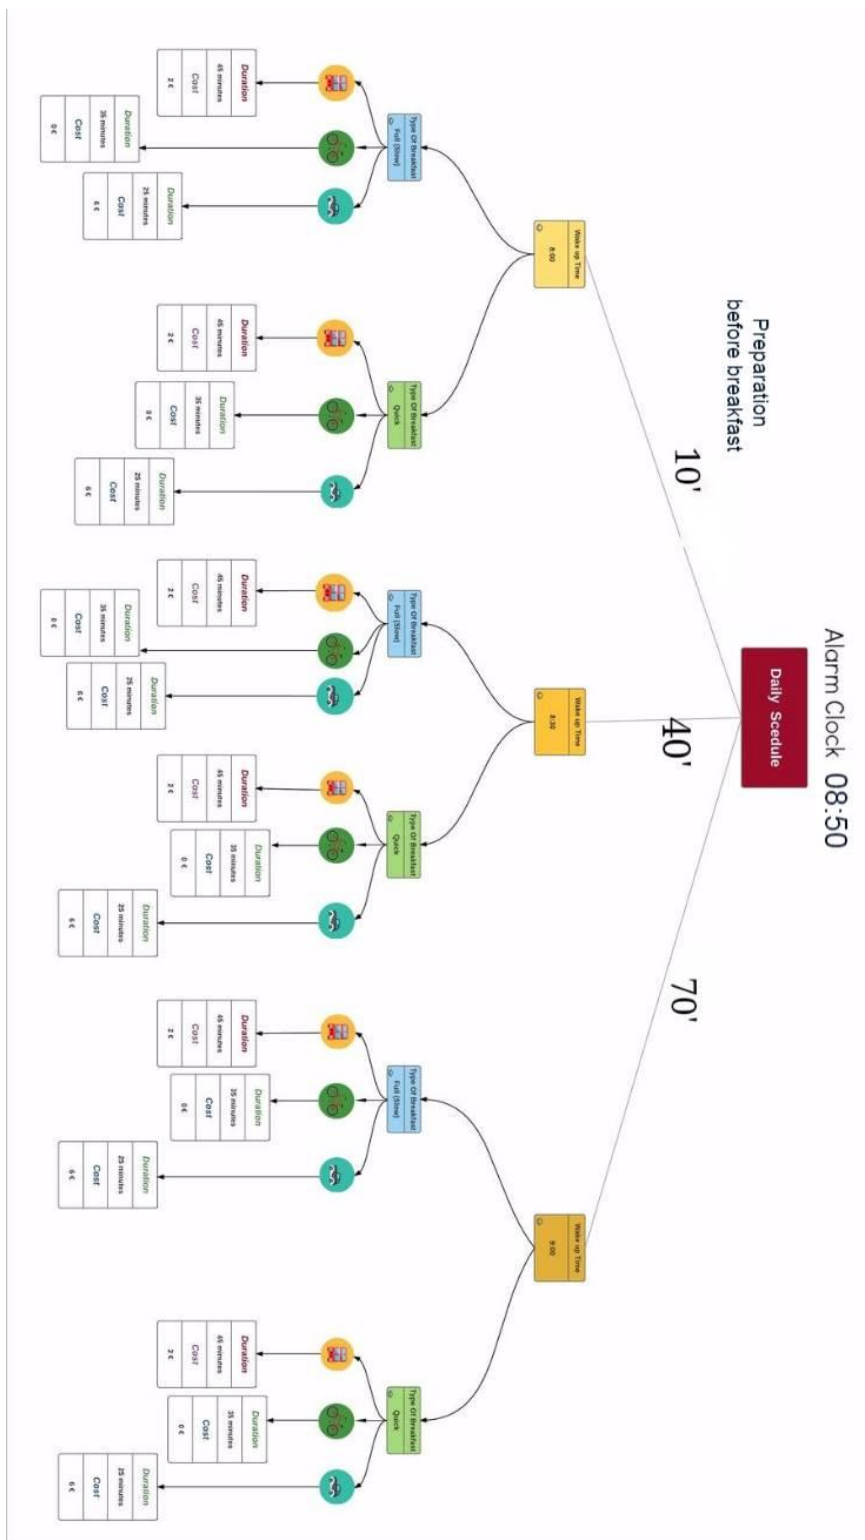 Alarm Clock 08:50
Daily Scedule
Preparation
before breakfast
10'
40'
70'
Wake up Time
8:00
Wake up Time
8:30
Wake up Time
9:00
Type Of Breakfast
Full (Slow)
Type Of Breakfast
Quick
Type Of Breakfast
Full (Slow)
Type Of Breakfast
Quick
Type Of Breakfast
Full (Slow)
Type Of Breakfast
Quick
Duration
45 minutes
Cost
2 €
Duration
35 minutes
Cost
0 €
Duration
25 minutes
Cost
6 €
Duration
45 minutes
Cost
2 €
Duration
35 minutes
Cost
0 €
Duration
25 minutes
Cost
6 €
Duration
45 minutes
Cost
2 €
Duration
35 minutes
Cost
0 €
Duration
25 minutes
Cost
6 €
Duration
45 minutes
Cost
2 €
Duration
35 minutes
Cost
0 €
Duration
25 minutes
Cost
6 €
Duration
45 minutes
Cost
2 €
Duration
35 minutes
Cost
0 €
Duration
25 minutes
Cost
6 €
Duration
45 minutes
Cost
2 €
Duration
35 minutes
Cost
0 €
Duration
25 minutes
Cost
6 €